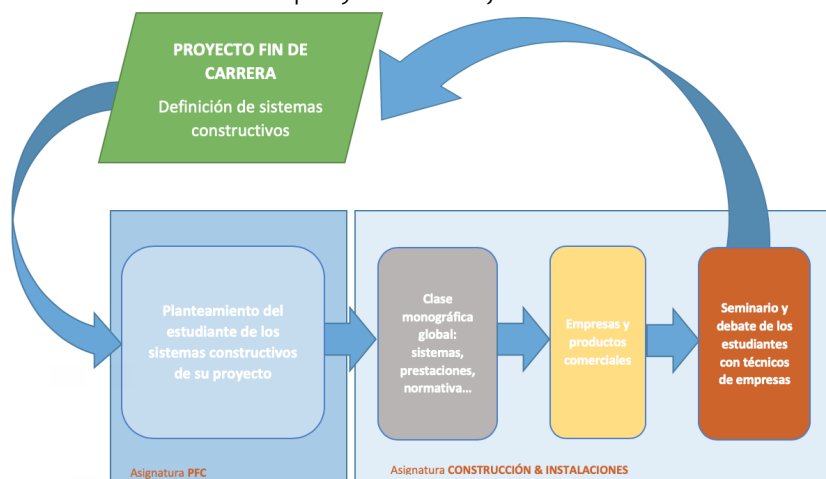 PROYECTO FIN DE
CARRERA
Definición de sistemas
constructivos
Planteamiento del
estudiante de los
sistemas constructivos
de su proyecto
Clase
monográfica
global:
sistemas,
prestaciones,
normativa...
Empresas y
productos
comerciales
Seminario y
debate de los
estudiantes
con técnicos
de empresas
Asignatura PFC
Asignatura CONSTRUCCIÓN & INSTALACIONES